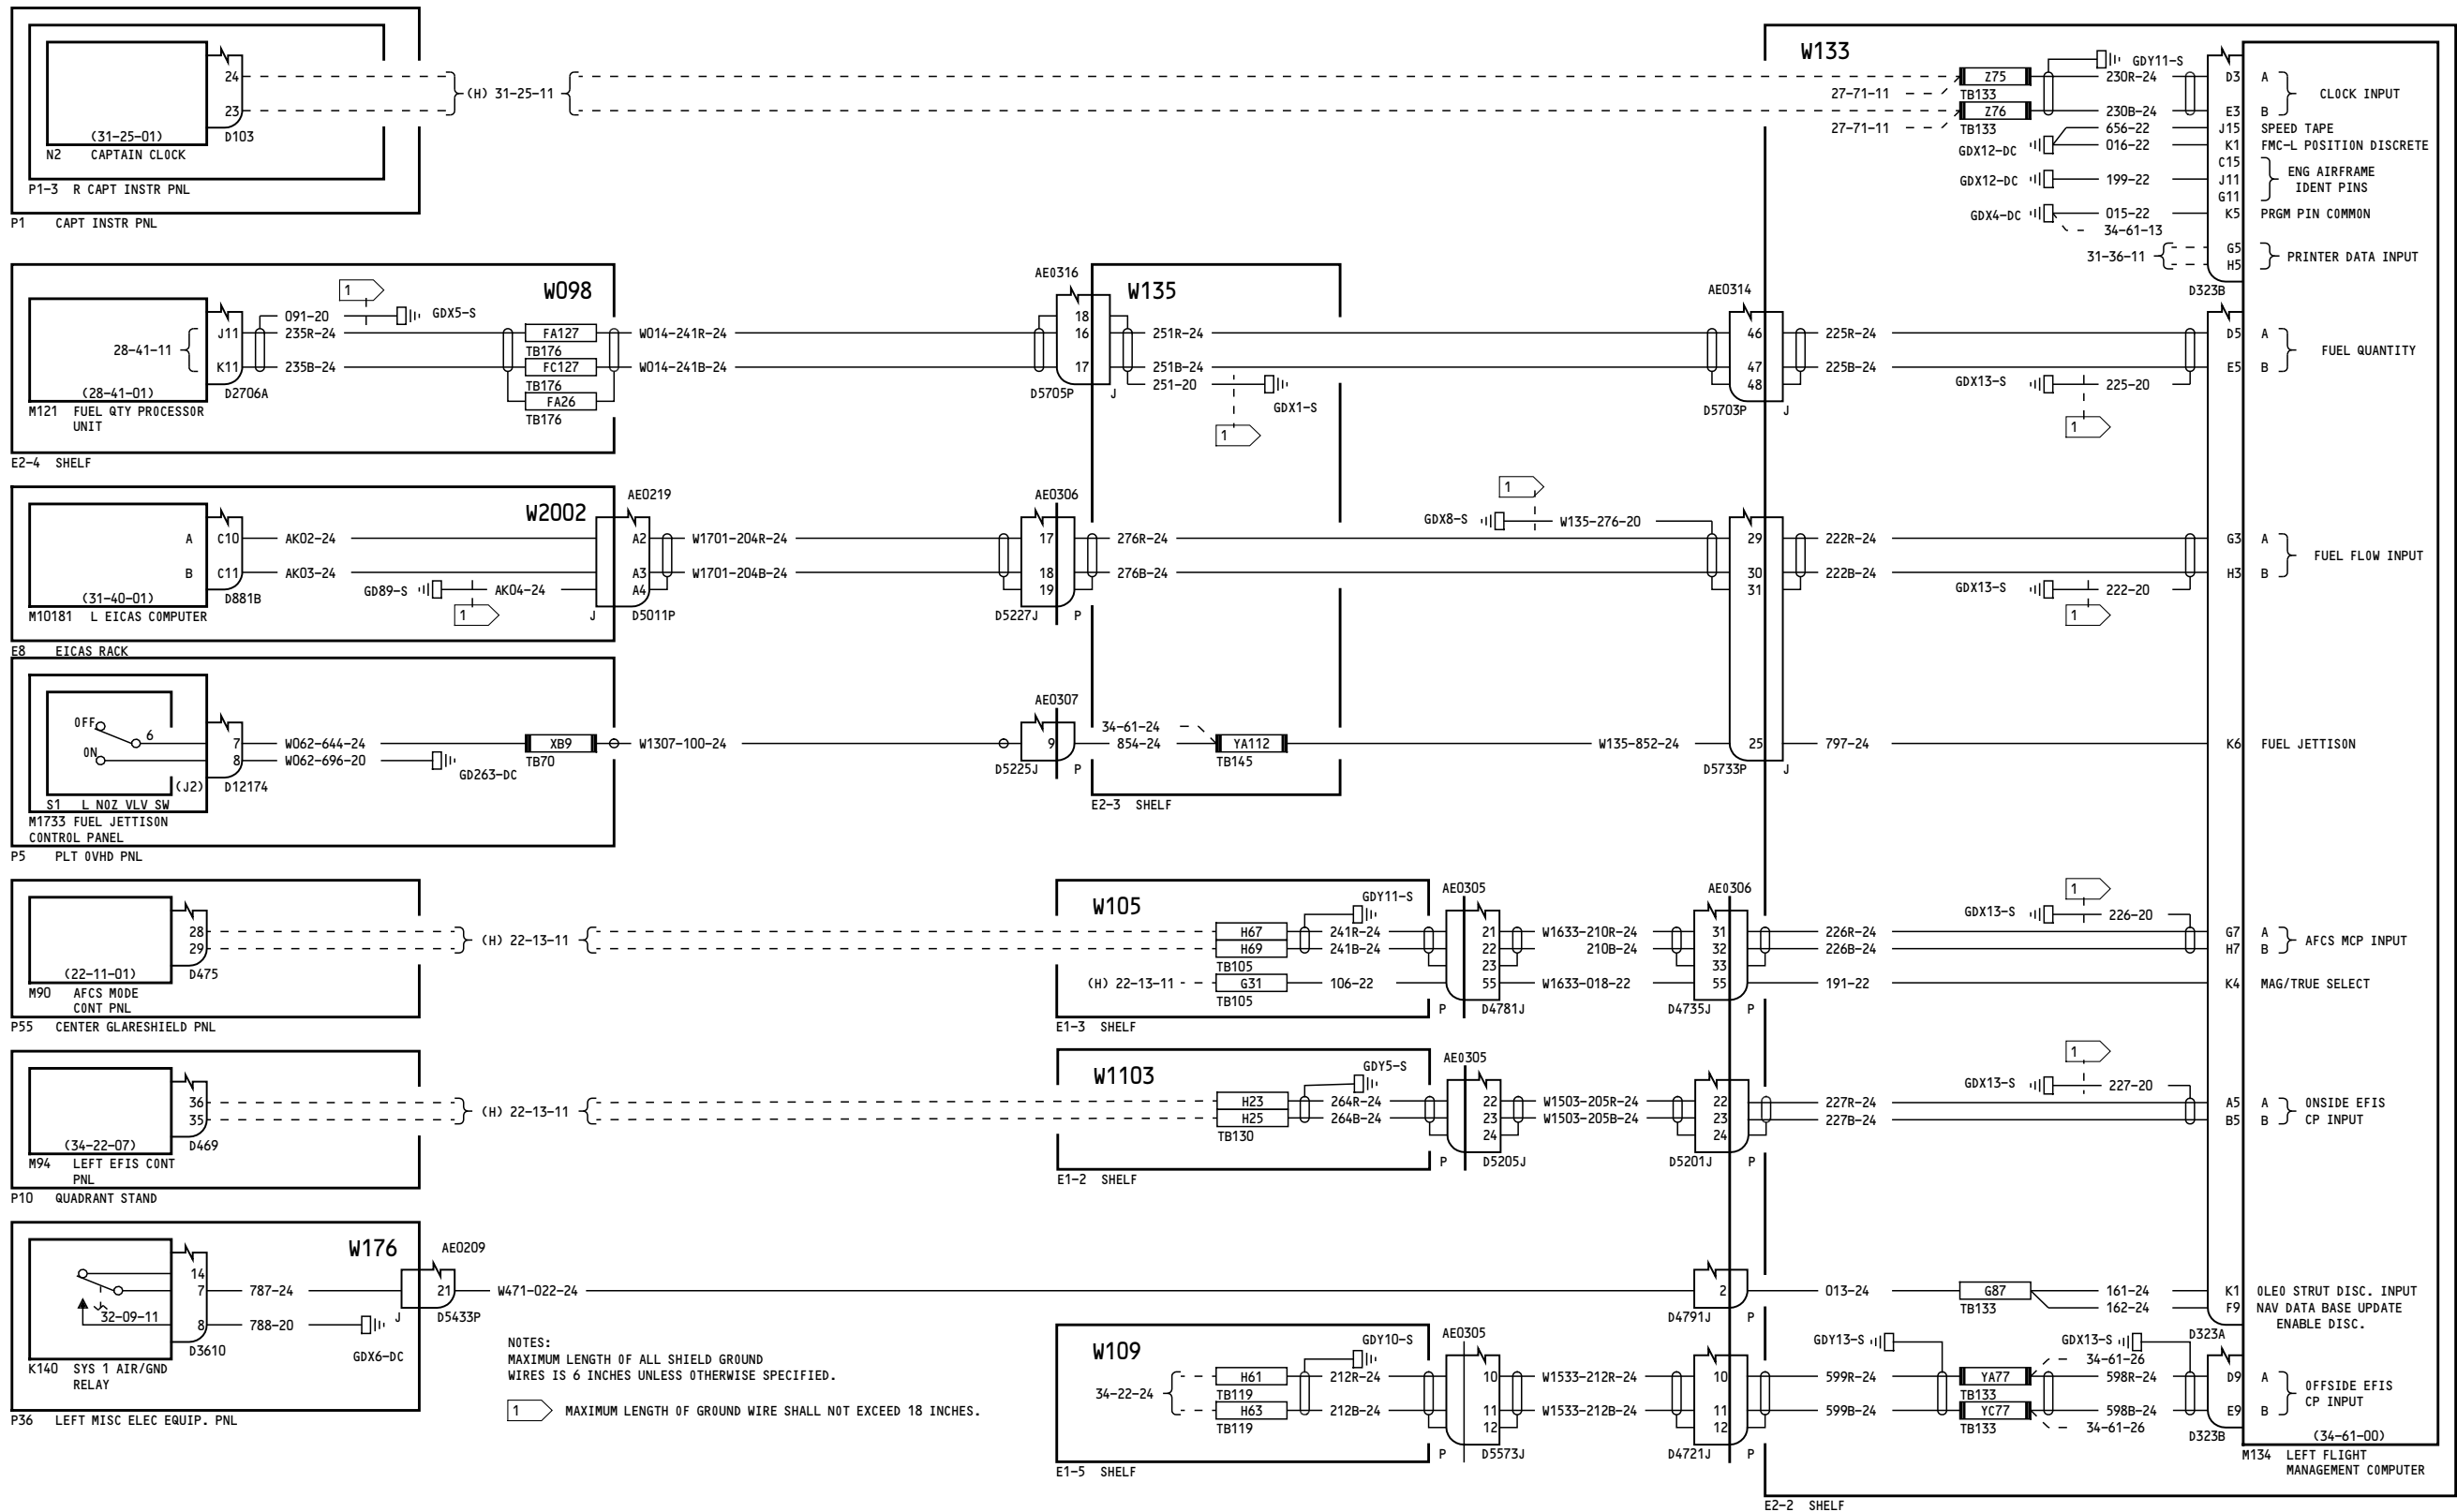 24
23
(31-25-01)
D103
N2 CAPTAIN CLOCK
P1-3 R CAPT INSTR PNL
P1 CAPT INSTR PNL
(H) 31-25-11
W133
GDY11-S
Z75
TB133
27-71-11
Z76
TB133
27-71-11
230R-24
230B-24
656-22
016-22
GDX12-DC
GDX12-DC
199-22
GDX4-DC
015-22
34-61-13
31-36-11
D3 A
E3 B
CLOCK INPUT
J15 SPEED TAPE
K1 FMC-L POSITION DISCRETE
C15
J11
G11
ENG AIRFRAME
IDENT PINS
K5 PRGM PIN COMMON
G5
H5
PRINTER DATA INPUT
D323B
W098
1
091-20
GDX5-S
28-41-11
J11
235R-24
K11
235B-24
(28-41-01)
D2706A
M121 FUEL QTY PROCESSOR
UNIT
E2-4 SHELF
FA127
TB176
FC127
TB176
FA26
TB176
W014-241R-24
W014-241B-24
AE0316
18
16
17
D5705P J
W135
251R-24
251B-24
251-20
GDX1-S
1
AE0314
46
47
48
D5703P J
225R-24
225B-24
GDX13-S
225-20
1
D5 A
E5 B
FUEL QUANTITY
W2002
AE0219
A C10 AK02-24
B C11 AK03-24
(31-40-01)
D881B
GD89-S
AK04-24
1
M10181 L EICAS COMPUTER
E8 EICAS RACK
A2
A3
A4
J D5011P
W1701-204R-24
W1701-204B-24
AE0306
17
18
19
D5227J P
276R-24
276B-24
1
GDX8-S
W135-276-20
29
30
31
222R-24
222B-24
GDX13-S
222-20
1
G3 A
H3 B
FUEL FLOW INPUT
OFF
ON
6
7
8
(J2) D12174
S1 L NOZ VLV SW
M1733 FUEL JETTISON
CONTROL PANEL
P5 PLT OVHD PNL
W062-644-24
W062-696-20
GD263-DC
XB9
TB70
W1307-100-24
AE0307
9
D5225J P
34-61-24
854-24
YA112
TB145
E2-3 SHELF
W135-852-24
25
D5733P J
797-24
K6 FUEL JETTISON
28
29
(22-11-01)
D475
M90 AFCS MODE
CONT PNL
P55 CENTER GLARESHIELD PNL
(H) 22-13-11
W105
GDY11-S
H67
H69
TB105
241R-24
241B-24
(H) 22-13-11
G31
TB105
106-22
E1-3 SHELF
AE0305
21
22
23
55
P D4781J
W1633-210R-24
210B-24
W1633-018-22
AE0306
31
32
33
55
D4735J P
1
GDX13-S
226-20
226R-24
226B-24
191-22
G7 A
H7 B
AFCS MCP INPUT
K4 MAG/TRUE SELECT
36
35
(34-22-07)
D469
M94 LEFT EFIS CONT
PNL
P10 QUADRANT STAND
(H) 22-13-11
W1103
GDY5-S
H23
H25
TB130
264R-24
264B-24
E1-2 SHELF
AE0305
22
23
24
P D5205J
W1503-205R-24
W1503-205B-24
22
23
24
D5201J P
1
GDX13-S
227-20
227R-24
227B-24
A5 A
B5 B
ONSIDE EFIS
CP INPUT
W176
AE0209
14
7
8
32-09-11
787-24
788-20
GDX6-DC
D3610
K140 SYS 1 AIR/GND
RELAY
P36 LEFT MISC ELEC EQUIP. PNL
21
J D5433P
W471-022-24
2
D4791J P
013-24
G87
TB133
161-24
162-24
K1 OLEO STRUT DISC. INPUT
F9 NAV DATA BASE UPDATE
ENABLE DISC.
D323A
NOTES:
MAXIMUM LENGTH OF ALL SHIELD GROUND
WIRES IS 6 INCHES UNLESS OTHERWISE SPECIFIED.
1 MAXIMUM LENGTH OF GROUND WIRE SHALL NOT EXCEED 18 INCHES.
W109
GDY10-S
34-22-24
H61
TB119
H63
TB119
212R-24
212B-24
E1-5 SHELF
AE0305
10
11
12
P D5573J
W1533-212R-24
W1533-212B-24
10
11
12
D4721J P
GDY13-S
599R-24
599B-24
YA77
TB133
YC77
TB133
GDX13-S
34-61-26
598R-24
598B-24
34-61-26
D9 A
E9 B
OFFSIDE EFIS
CP INPUT
D323B
(34-61-00)
M134 LEFT FLIGHT
MANAGEMENT COMPUTER
E2-2 SHELF